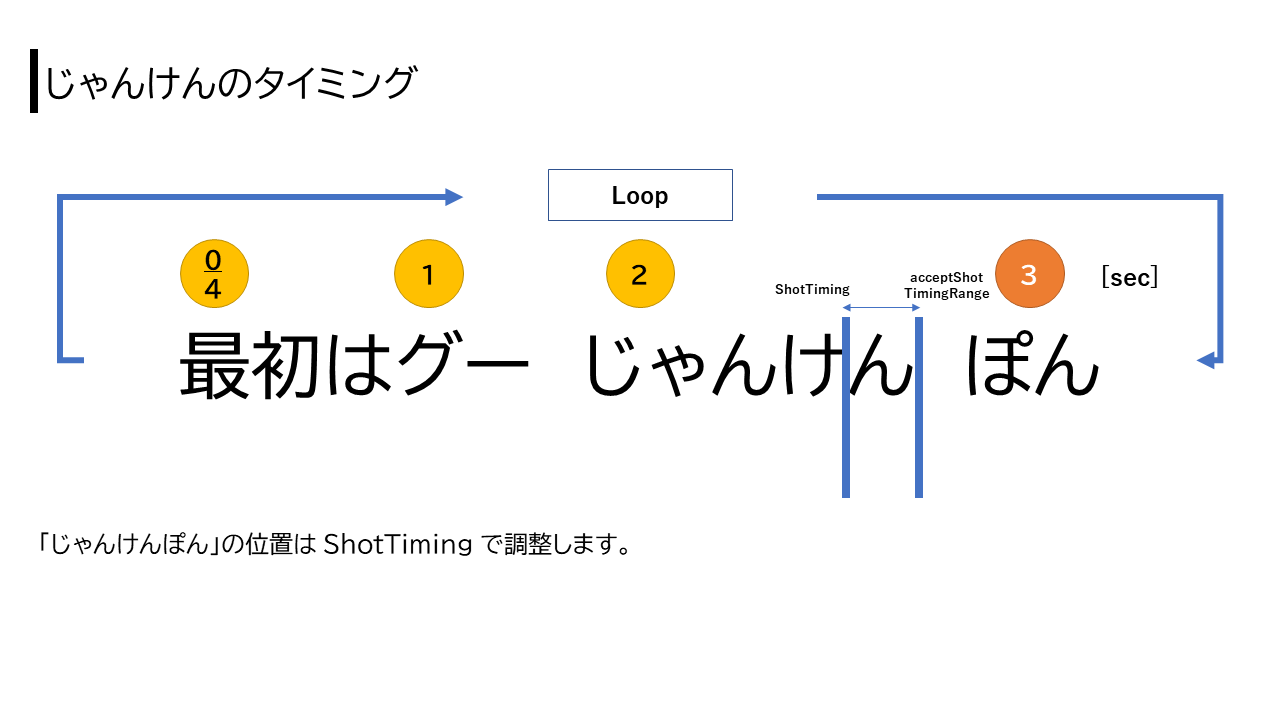 じゃんけんのタイミング
Loop
0
4
1
2
3
[sec]
ShotTiming
acceptShot
TimingRange
最初はグー じゃんけん ぽん
「じゃんけんぽん」の位置は ShotTiming で調整します。